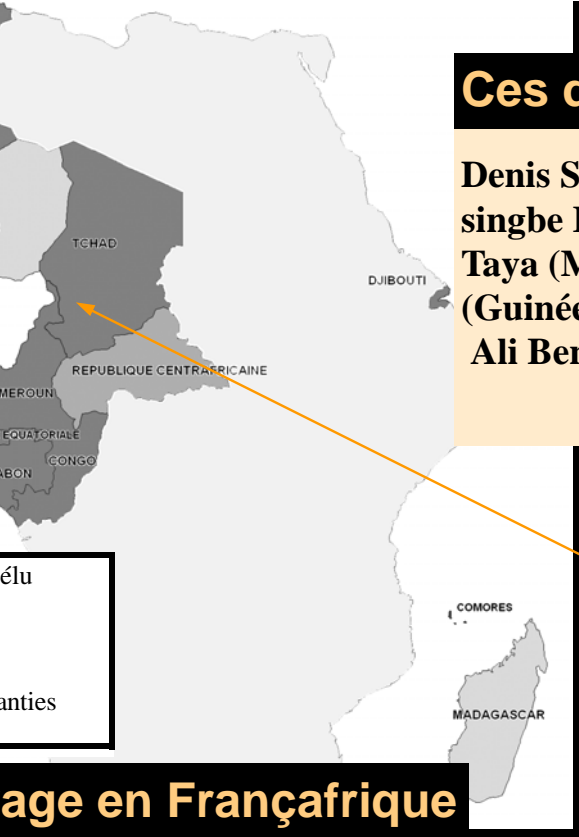 Ces
Denis S
singbe
Taya (M
(Guinée
Ali Ben
TCHAD
DJIBOUTI
REPUBLIQUE CENTRAFRICAINE
MEROUN
EQUATORIALE
ABON
CONGO
élu
COMORES
anties
MADAGASCAR
age en Françafrique